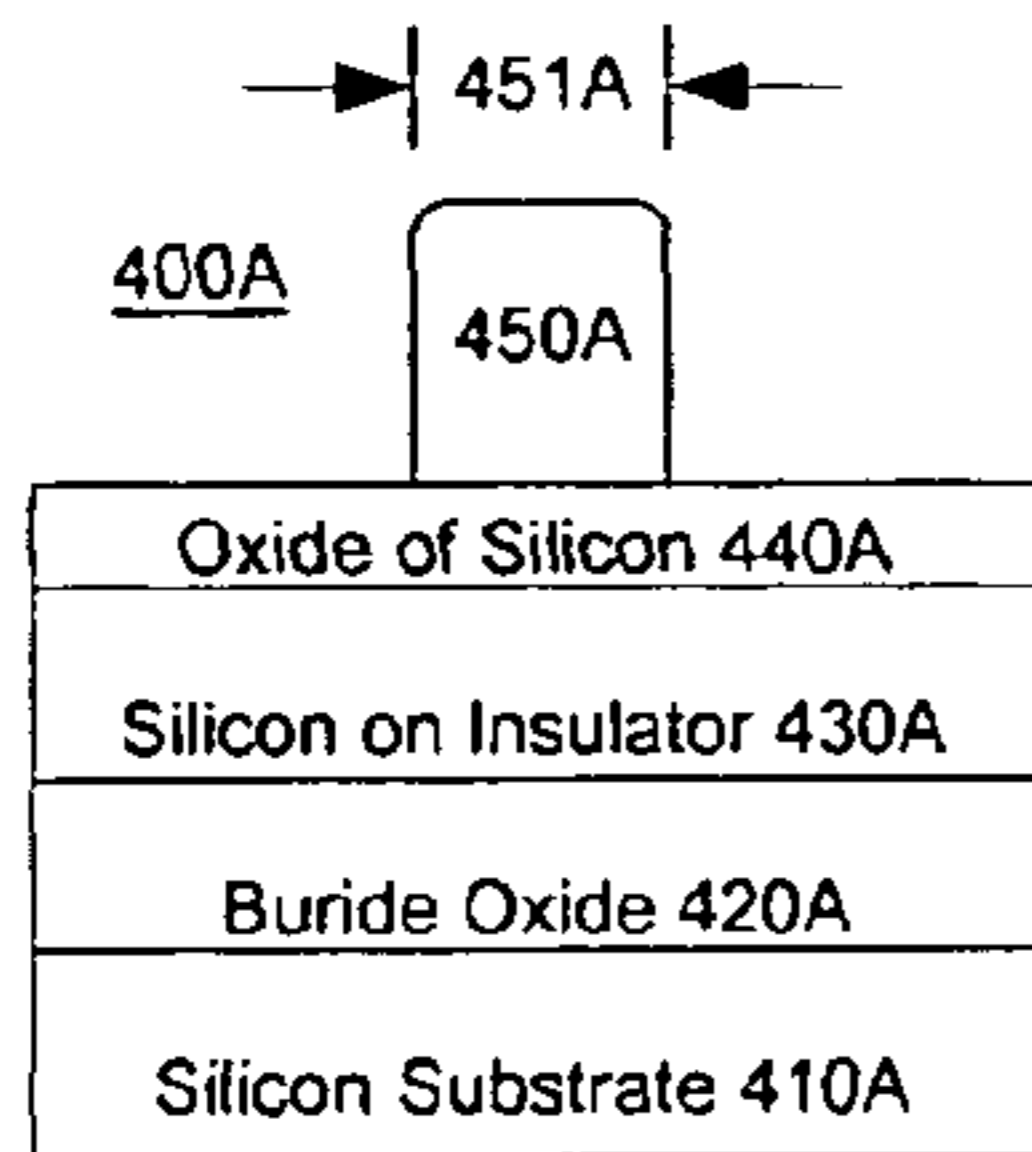 451A
400A
450A
Oxide of Silicon 440A
Silicon on Insulator 430A
Buride Oxide 420A
Silicon Substrate 410A